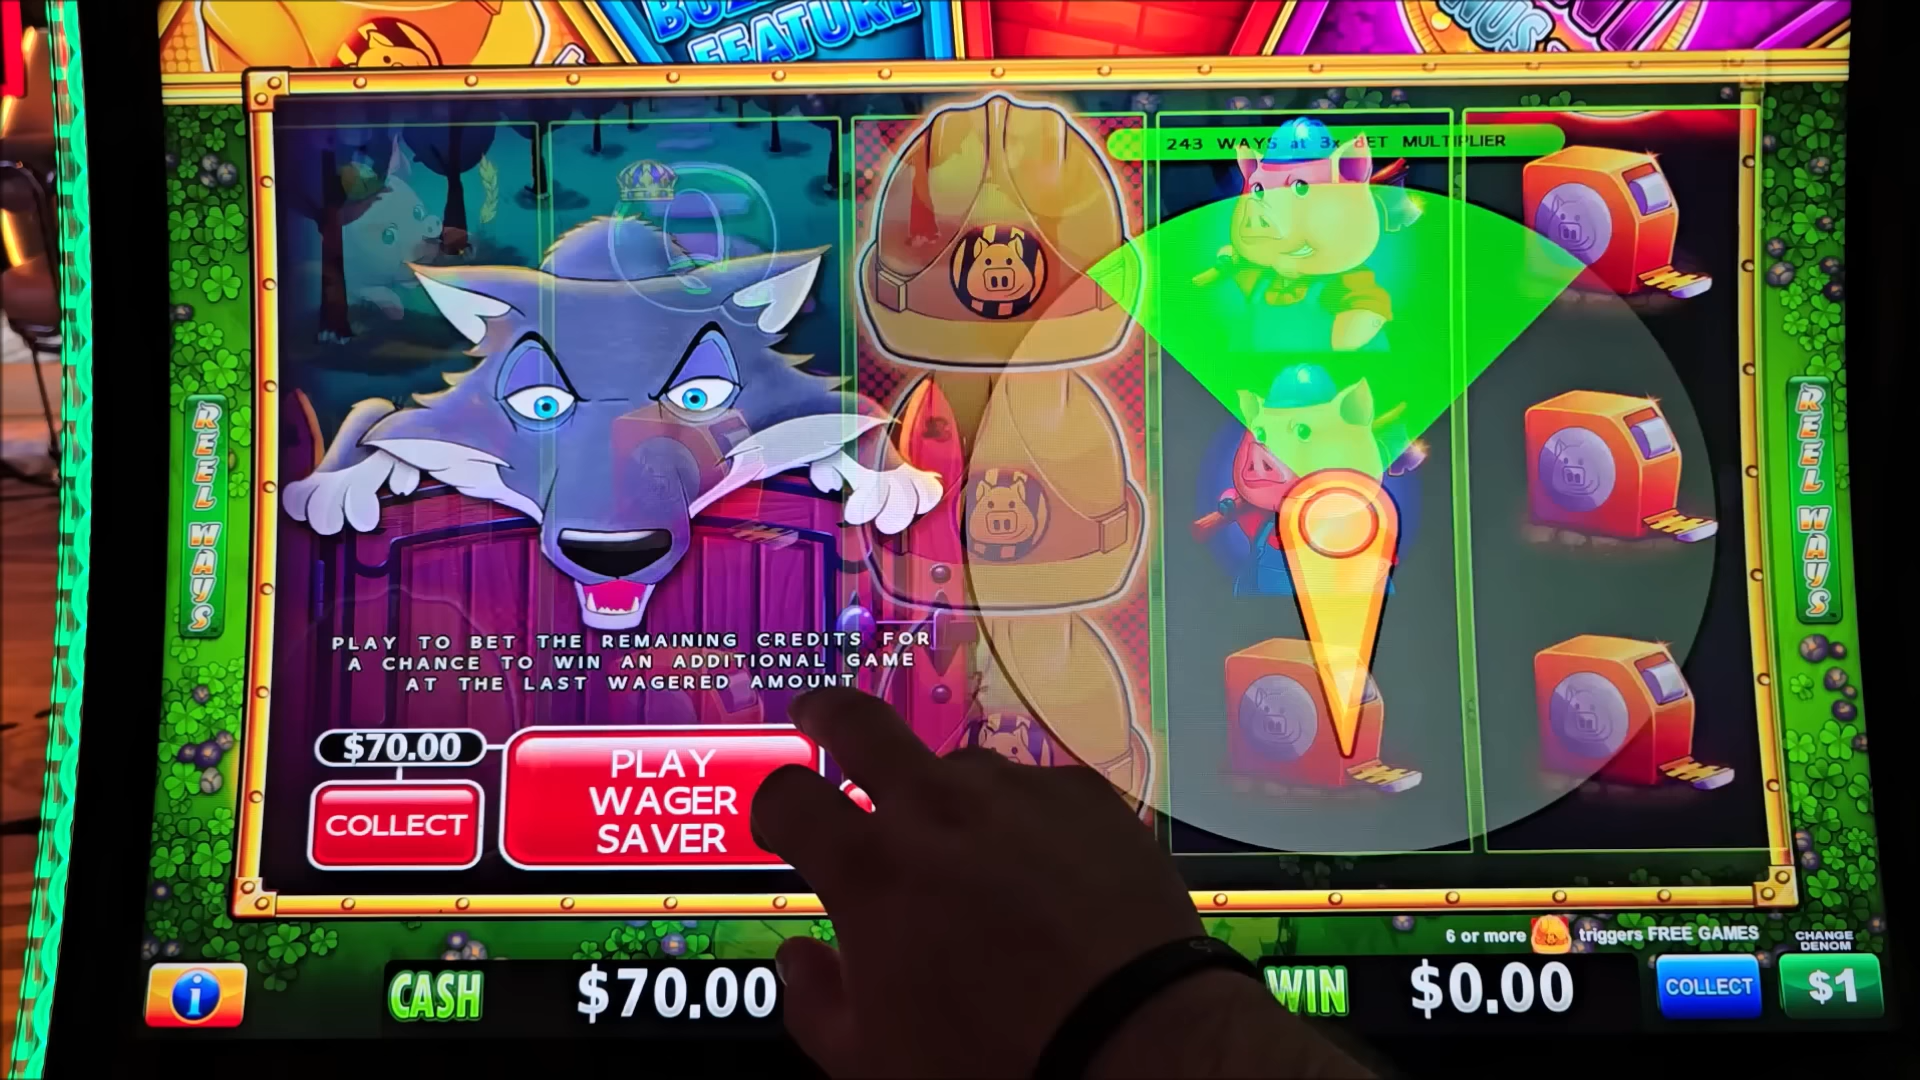 FEATURE
243 WAYS at 3x BET MULTIPLIER
Q
REEL WAYS
REEL WAYS
PLAY TO BET THE REMAINING CREDITS FOR
A CHANCE TO WIN AN ADDITIONAL GAME
AT THE LAST WAGERED AMOUNT
$70.00
COLLECT
PLAY
WAGER
SAVER
6 or more triggers FREE GAMES
CHANGE
DENOM
i
CASH $70.00
WIN $0.00
COLLECT
$1